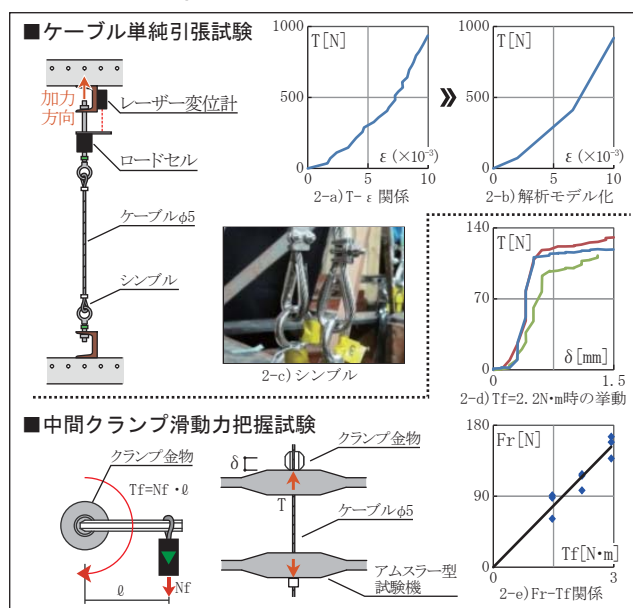 ■ケーブル単純引張試験
加力
方向
レーザー変位計
ロードセル
ケーブルφ5
シンブル
T[N]
1000
500
0
0
5
10
ε (×10⁻³)
2-a)T-ε関係
»
T[N]
1000
500
0
0
5
10
ε (×10⁻³)
2-b)解析モデル化
2-c)シンブル
T[N]
140
70
0
0
1.5
δ[mm]
2-d)Tf=2.2N・m時の挙動
■中間クランプ滑動力把握試験
クランプ金物
Tf=Nf・ℓ
ℓ
Nf
クランプ金物
δ
T
ケーブルφ5
アムスラー型
試験機
Fr[N]
180
90
0
0
3
Tf[N・m]
2-e)Fr-Tf関係